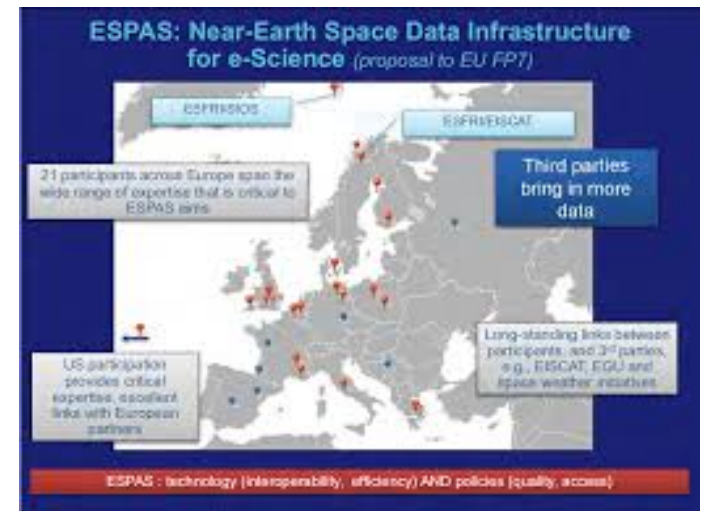 ESPAS: Near-Earth Space Data Infrastructure
for e-Science (proposal to EU FP7)
ESFRI/SIOS
ESFRI/EISCAT
21 participants across Europe span the
wide range of expertise that is critical to
ESPAS aims
Third parties
bring in more
data
Long-standing links between
participants, and 3rd parties,
e.g., EISCAT, EGU and
space weather initiatives
US participation
provides critical
expertise, excellent
links with European
partners
ESPAS : technology (interoperability, efficiency) AND policies (quality, access)